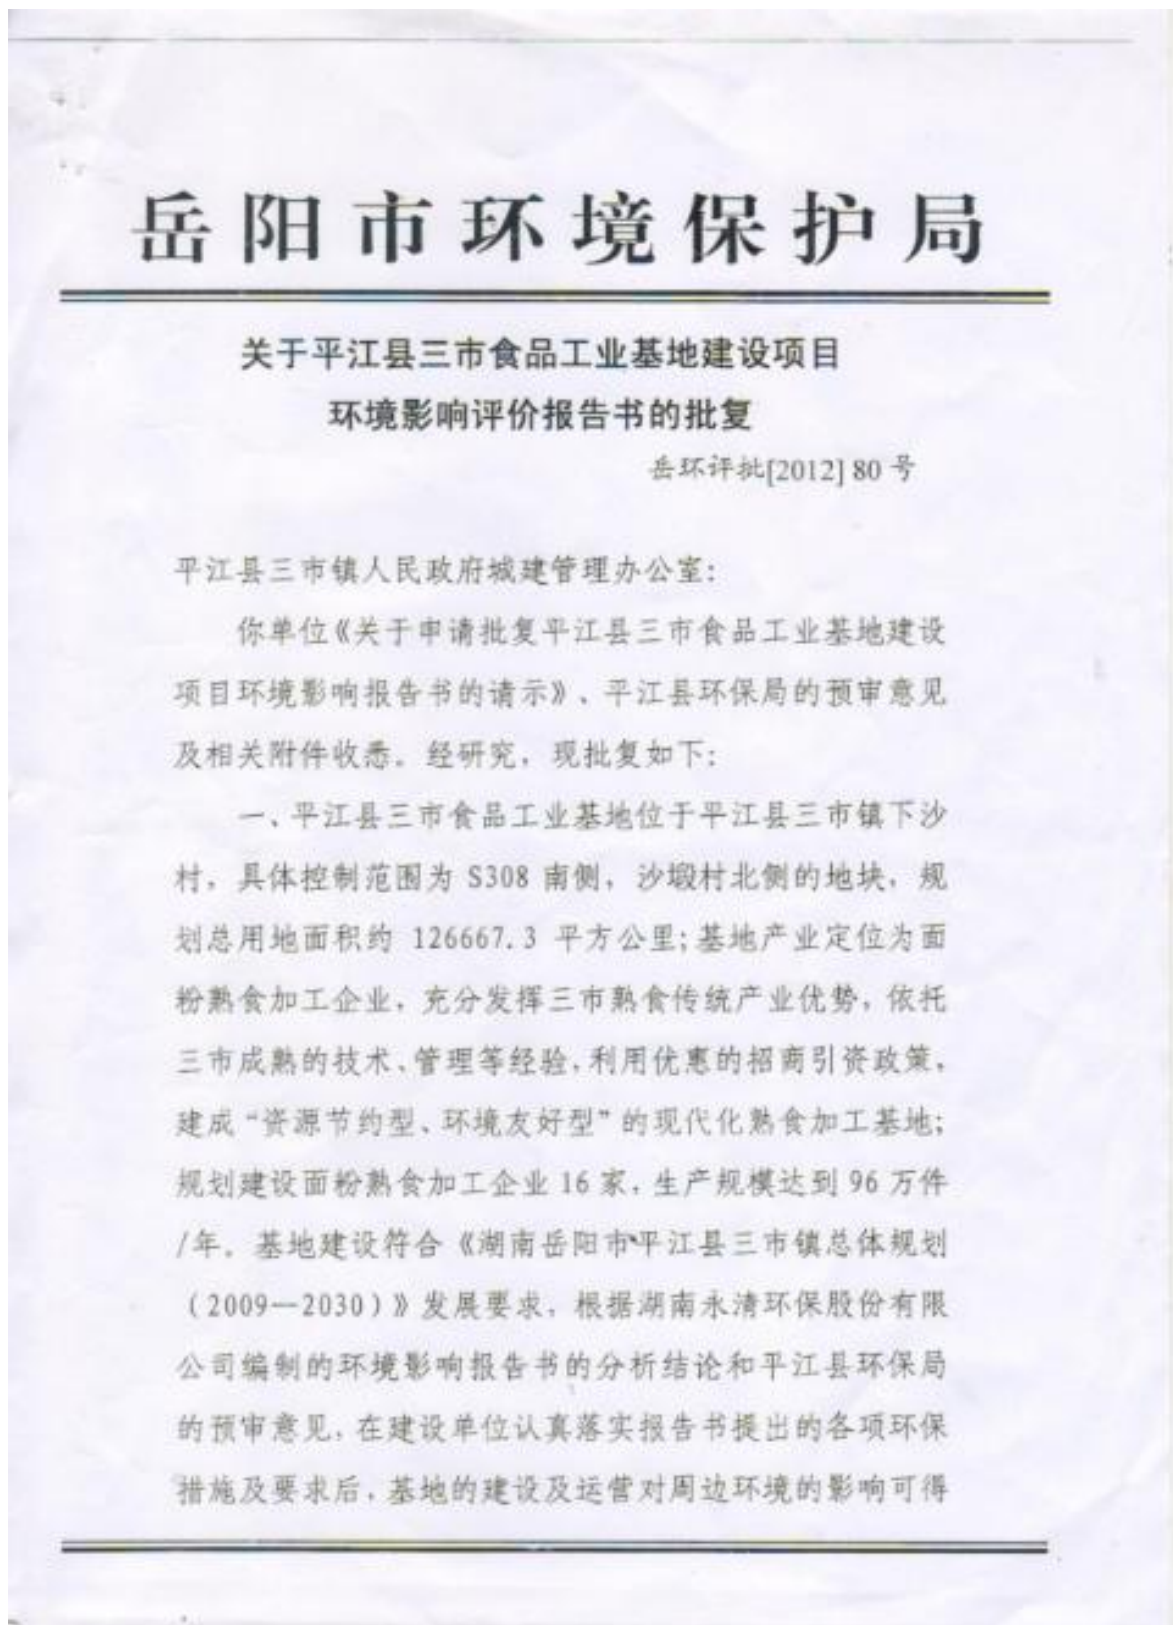 岳阳市环境保护局
关于平江县三市食品工业基地建设项目
环境影响评价报告书的批复
岳环评批[2012] 80 号
平江县三市镇人民政府城建管理办公室:
你单位《关于申请批复平江县三市食品工业基地建设
项目环境影响报告书的请示》、平江县环保局的预审意见
及相关附件收悉。经研究，现批复如下:
一、平江县三市食品工业基地位于平江县三市镇下沙
村，具体控制范围为 S308 南侧，沙塅村北侧的地块，规
划总用地面积约 126667.3 平方公里;基地产业定位为面
粉熟食加工企业，充分发挥三市熟食传统产业优势，依托
三市成熟的技术、管理等经验，利用优惠的招商引资政策，
建成“资源节约型、环境友好型”的现代化熟食加工基地;
规划建设面粉熟食加工企业 16 家，生产规模达到 96 万件
/年。基地建设符合《湖南岳阳市平江县三市镇总体规划
（2009—2030）》发展要求，根据湖南永清环保股份有限
公司编制的环境影响报告书的分析结论和平江县环保局
的预审意见，在建设单位认真落实报告书提出的各项环保
措施及要求后，基地的建设及运营对周边环境的影响可得